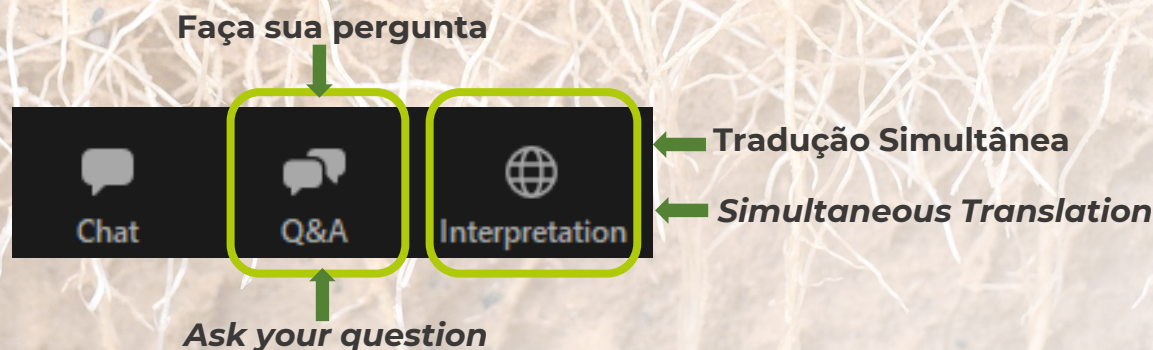 Faça sua pergunta
Chat
Q&A
Interpretation
Tradução Simultânea
Simultaneous Translation
Ask your question